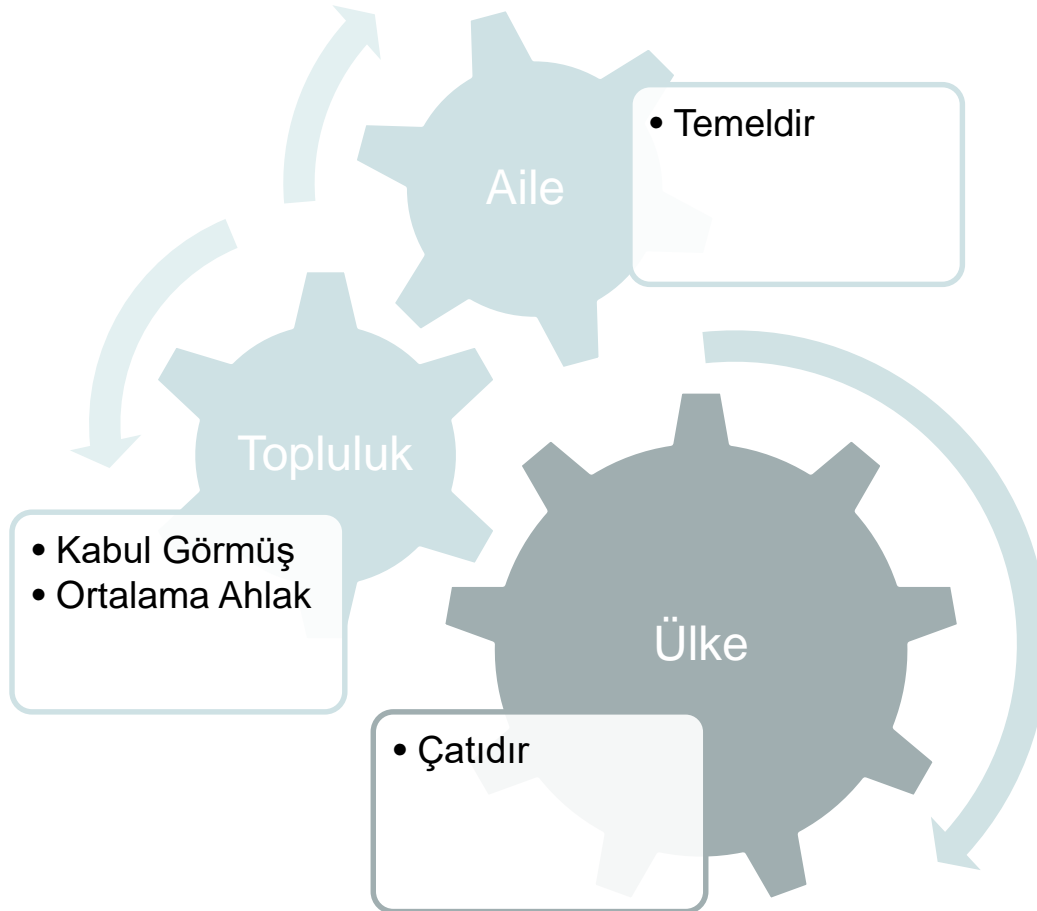 Aile
• Temeldir
Topluluk
• Kabul Görmüş
• Ortalama Ahlak
Ülke
• Çatıdır